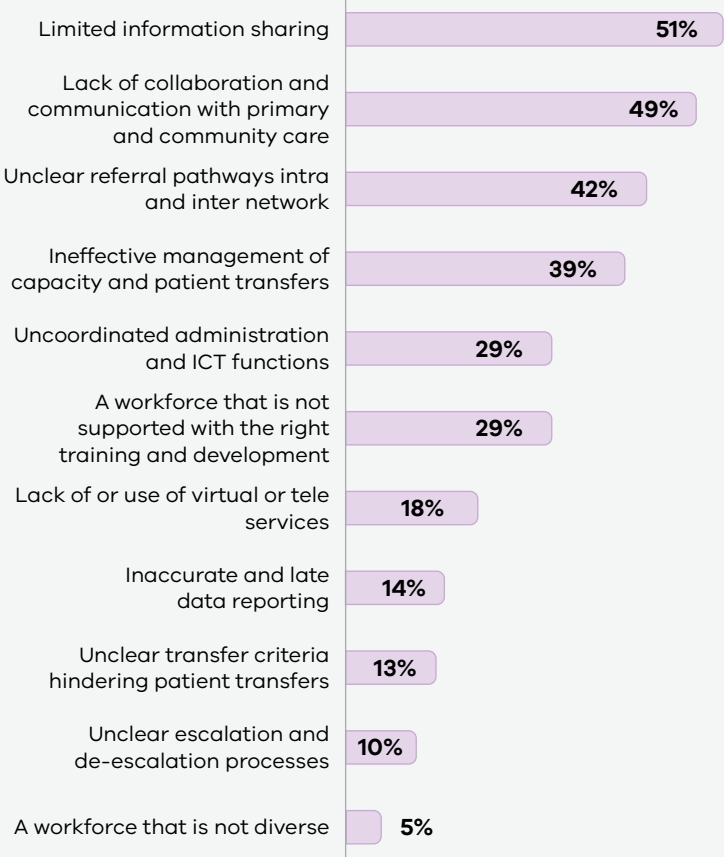 Limited information sharing 51%
Lack of collaboration and
communication with primary
and community care 49%
Unclear referral pathways intra
and inter network 42%
Ineffective management of
capacity and patient transfers 39%
Uncoordinated administration
and ICT functions 29%
A workforce that is not
supported with the right
training and development 29%
Lack of or use of virtual or tele
services 18%
Inaccurate and late
data reporting 14%
Unclear transfer criteria
hindering patient transfers 13%
Unclear escalation and
de-escalation processes 10%
A workforce that is not diverse 5%